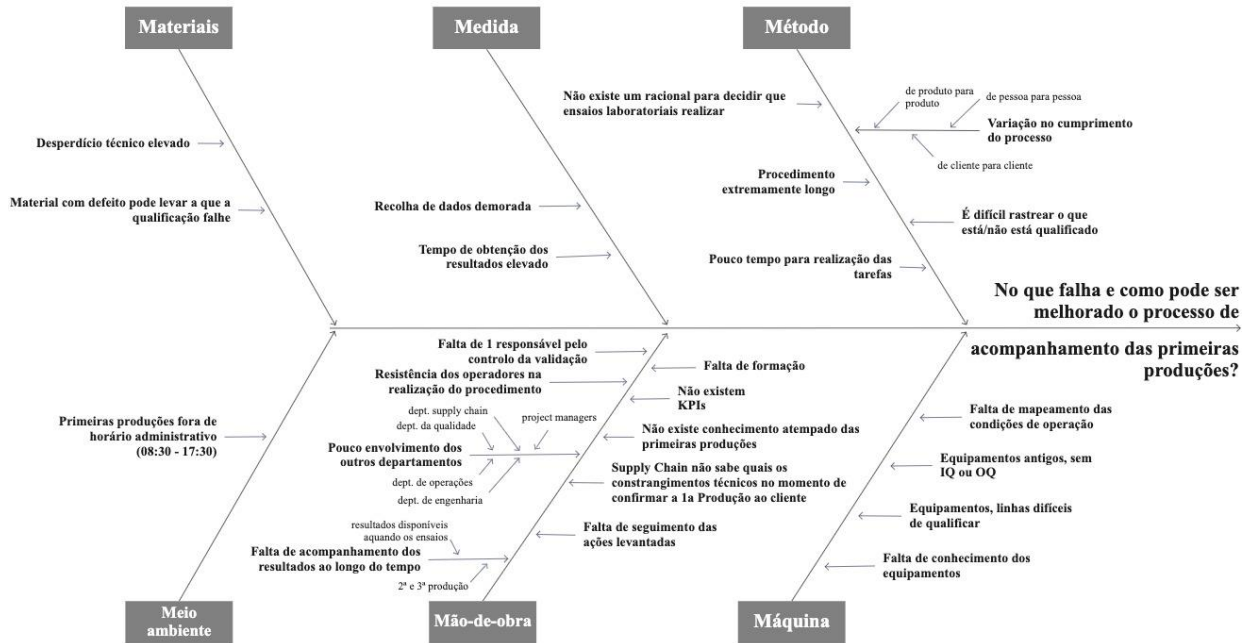 Materiais
Medida
Método
Desperdício técnico elevado
Material com defeito pode levar a que a
qualificação falhe
Recolha de dados demorada
Tempo de obtenção dos
resultados elevado
Não existe um racional para decidir que
ensaios laboratoriais realizar
de produto para
produto
de pessoa para pessoa
Variação no cumprimento
do processo
de cliente para cliente
Procedimento
extremamente longo
É difícil rastrear o que
está/não está qualificado
Pouco tempo para realização das
tarefas
No que falha e como pode ser
melhorado o processo de
acompanhamento das primeiras
produções?
Primeiras produções fora de
horário administrativo
(08:30 - 17:30)
Falta de 1 responsável pelo
controlo da validação
Resistência dos operadores na
realização do procedimento
dept. supply chain
dept. da qualidade
project managers
Pouco envolvimento dos
outros departamentos
dept. de operações
dept. de engenharia
resultados disponíveis
aquando os ensaios
Falta de acompanhamento dos
resultados ao longo do tempo
2ª e 3ª produção
Falta de formação
Não existem
KPIs
Não existe conhecimento atempado das
primeiras produções
Supply Chain não sabe quais os
constrangimentos técnicos no momento de
confirmar a 1a Produção ao cliente
Falta de seguimento das
ações levantadas
Falta de mapeamento das
condições de operação
Equipamentos antigos, sem
IQ ou OQ
Equipamentos, linhas difíceis
de qualificar
Falta de conhecimento dos
equipamentos
Meio
ambiente
Mão-de-obra
Máquina